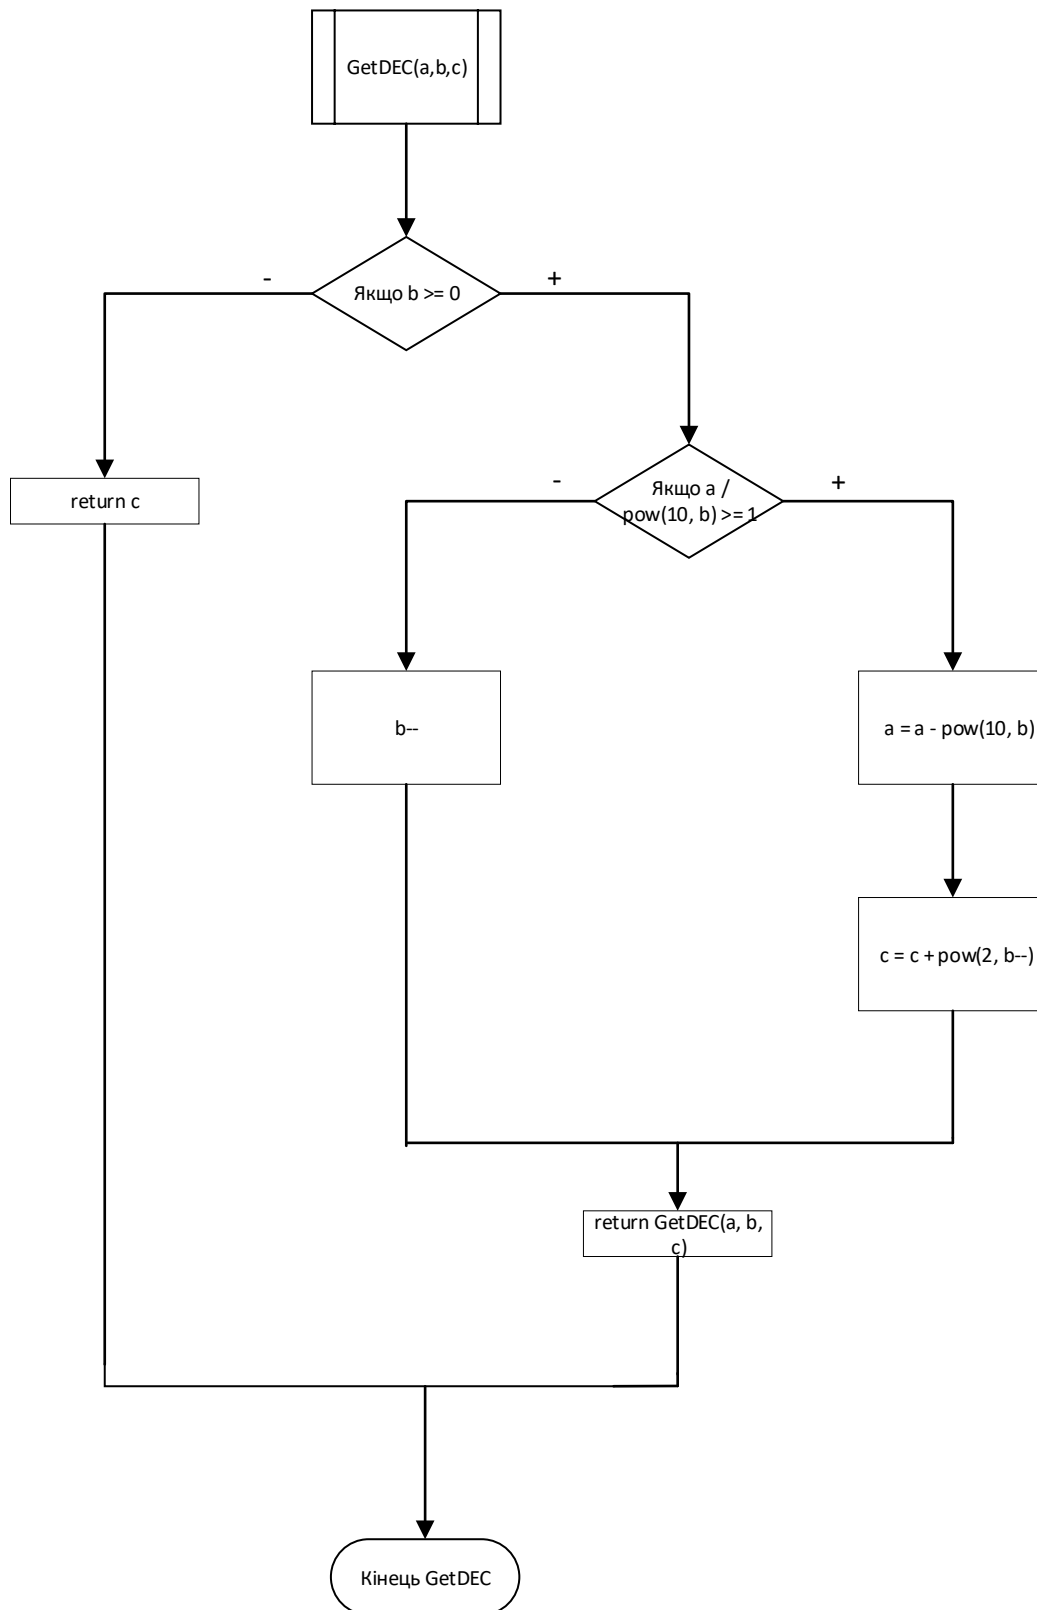 GetDEC(a,b,c)
-
+
Якщо b >= 0
-
+
Якщо a /
pow(10, b) >= 1
return c
b--
a = a - pow(10, b)
c = c + pow(2, b--)
return GetDEC(a, b,
c)
Кінець GetDEC